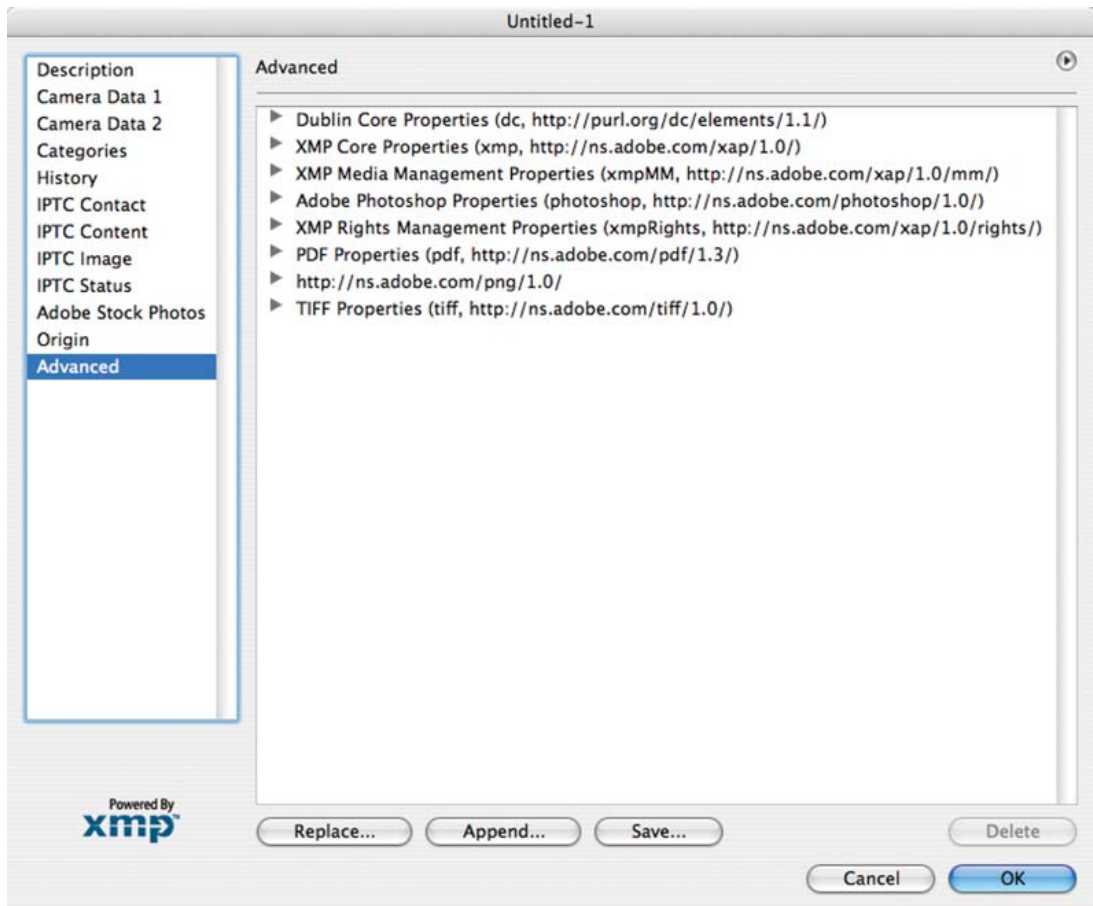 Untitled-1
Description
Camera Data 1
Camera Data 2
Categories
History
IPTC Contact
IPTC Content
IPTC Image
IPTC Status
Adobe Stock Photos
Origin
Advanced
Advanced
Dublin Core Properties (dc, http://purl.org/dc/elements/1.1/)
XMP Core Properties (xmp, http://ns.adobe.com/xap/1.0/)
XMP Media Management Properties (xmpMM, http://ns.adobe.com/xap/1.0/mm/)
Adobe Photoshop Properties (photoshop, http://ns.adobe.com/photoshop/1.0/)
XMP Rights Management Properties (xmpRights, http://ns.adobe.com/xap/1.0/rights/)
PDF Properties (pdf, http://ns.adobe.com/pdf/1.3/)
http://ns.adobe.com/png/1.0/
TIFF Properties (tiff, http://ns.adobe.com/tiff/1.0/)
Powered By
xmp™
Replace... Append... Save... Delete
Cancel OK